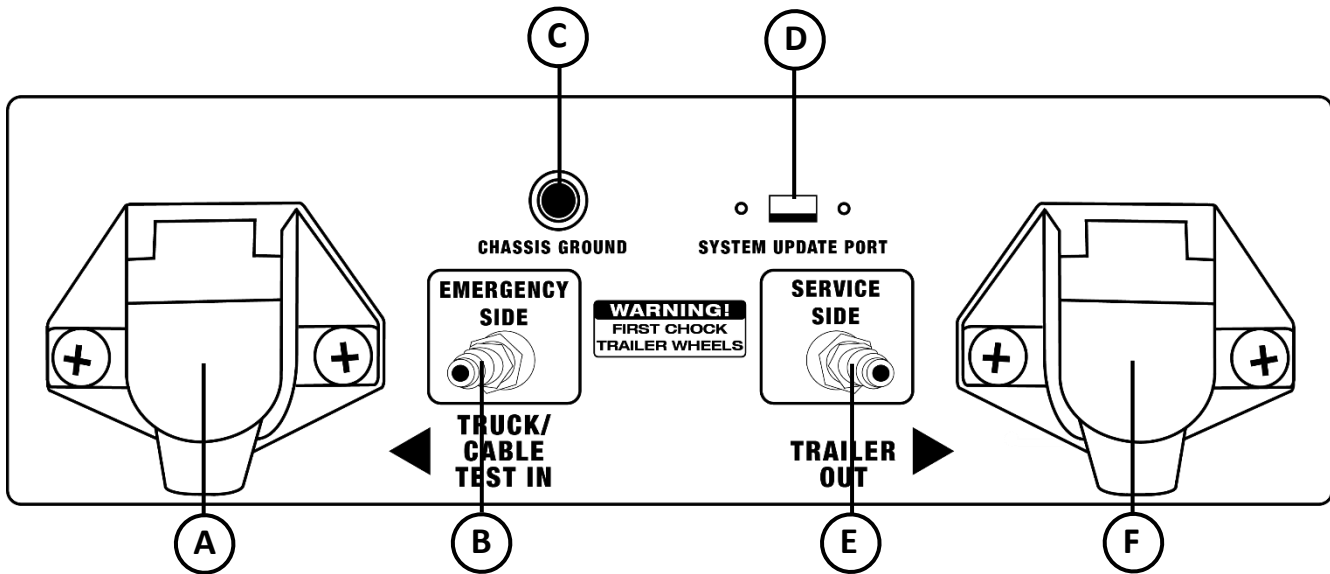 C
D
CHASSIS GROUND
SYSTEM UPDATE PORT
EMERGENCY
SIDE
WARNING!
FIRST CHOCK
TRAILER WHEELS
SERVICE
SIDE
TRUCK/
CABLE
TEST IN
TRAILER
OUT
A
B
E
F